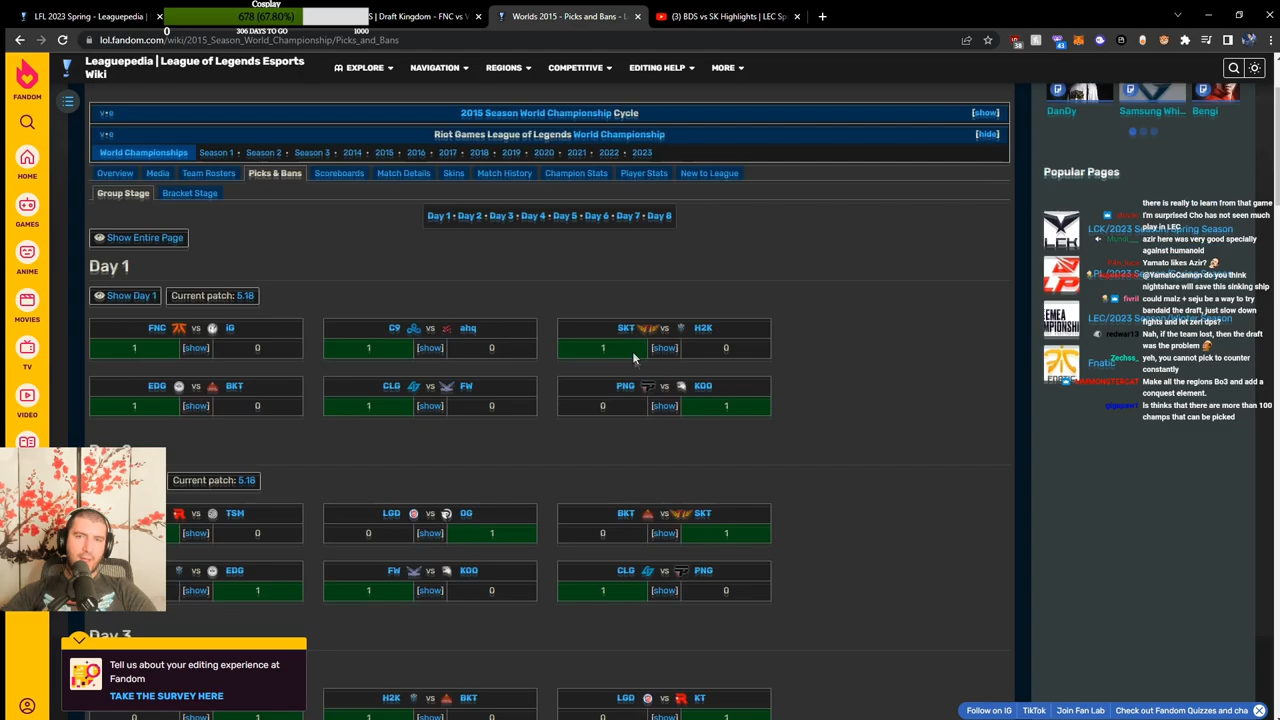 LFL 2023 Spring - Leaguepedia |
Cosplay
678 (67.80%)
0
306 DAYS TO GO
1000
S | Draft Kingdom - FNC v
Worlds 2015 - Picks and Bans - L
(3) BOS vs SK Highlights | LEC Sp
lol.fandom.com/wiki/2015_Season_World_Championship/Picks_and_Bans
38
43
FANDOM
Leaguepedia | League of Legends Esports
Wiki
EXPLORE
NAVIGATION
REGIONS
COMPETITIVE
EDITING HELP
MORE
HOME
GAMES
ANIME
MOVIES
TV
VIDEO
v•e
2015 Season World Championship Cycle
[show]
v•e
Riot Games League of Legends World Championship
[hide]
World Championships
Season 1 • Season 2 • Season 3 • 2014 • 2015 • 2016 • 2017 • 2018 • 2019 • 2020 • 2021 • 2022 • 2023
Overview Media Team Rosters Picks & Bans Scoreboards Match Details Skins Match History Champion Stats Player Stats New to League
Group Stage Bracket Stage
Day 1 • Day 2 • Day 3 • Day 4 • Day 5 • Day 6 • Day 7 • Day 8
Show Entire Page
Day 1
Show Day 1 Current patch: 5.18
FNC vs iG C9 vs ahq SKT vs H2K
1 [show] 0 1 [show] 0 1 [show] 0
EDG vs BKT CLG vs FW PNG vs KOO
1 [show] 0 1 [show] 0 0 [show] 1
Current patch: 5.18
vs TSM LGD vs OG BKT vs SKT
[show] 0 0 [show] 1 0 [show] 1
vs EDG FW vs KOO CLG vs PNG
[show] 1 1 [show] 0 1 [show] 0
Day 3
H2K vs BKT LGD vs KT
Tell us about your editing experience at
Fandom
TAKE THE SURVEY HERE
DanDy Samsung Whi... Bengi
Popular Pages
LCK/2023 Season/Spring Season
Fnatic
there is really to learn from that game
I'm surprised Cho has not seen much
play in LEC
azir here was very good specially
against humanoid
Yamato likes Azir?
@YamatoCannon do you think
nightshare will save this sinking ship
fivril could malz + seju be a way to try
bandaid the draft, just slow down
fights and let zeri dps?
redwar13 Nah, if the team lost, then the draft
was the problem
Zechss_ yeh, you cannot pick to counter
constantly
Make all the regions Bo3 and add a
conquest element.
Is thinks that there are more than 100
champs that can be picked
Follow on IG TikTok Join Fan Lab Check out Fandom Quizzes and cha